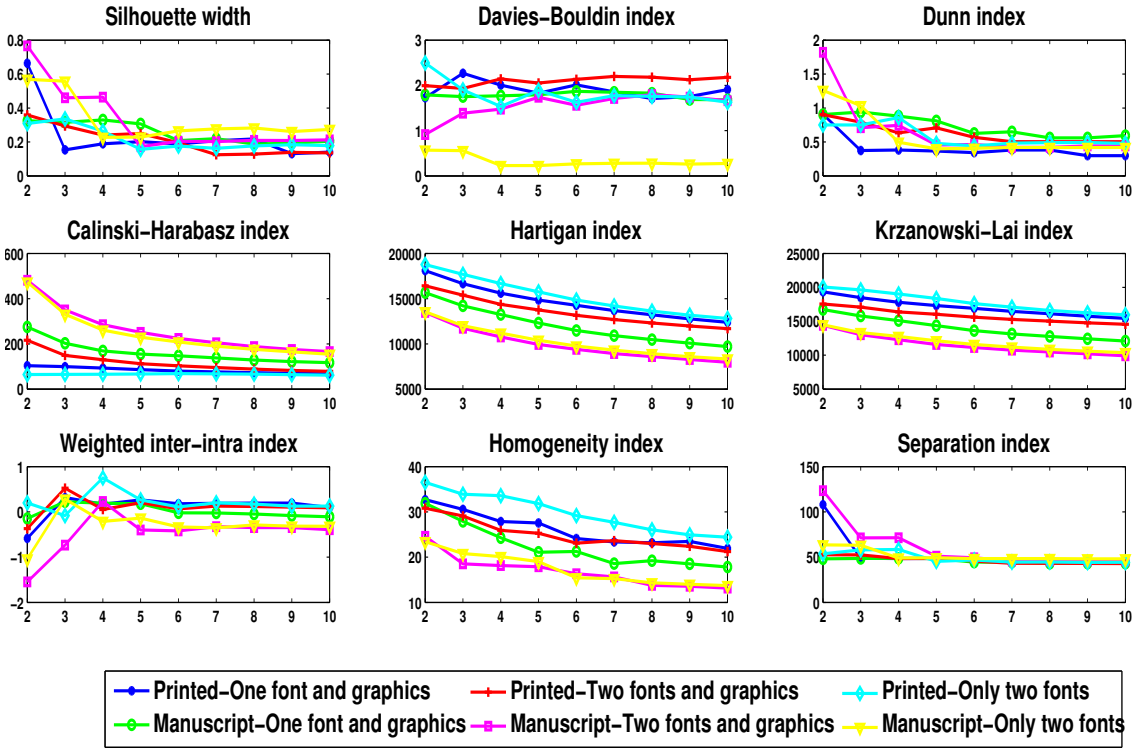 Silhouette width
Davies-Bouldin index
Dunn index
0.8
0.6
0.4
0.2
0
2 3 4 5 6 7 8 9 10
3
2
1
0
2 3 4 5 6 7 8 9 10
2
1.5
1
0.5
0
2 3 4 5 6 7 8 9 10
Calinski-Harabasz index
Hartigan index
Krzanowski-Lai index
600
400
200
0
2 3 4 5 6 7 8 9 10
20000
15000
10000
5000
2 3 4 5 6 7 8 9 10
25000
20000
15000
10000
5000
2 3 4 5 6 7 8 9 10
Weighted inter-intra index
Homogeneity index
Separation index
1
0
-1
-2
2 3 4 5 6 7 8 9 10
40
30
20
10
2 3 4 5 6 7 8 9 10
150
100
50
0
2 3 4 5 6 7 8 9 10
Printed-One font and graphics
Printed-Two fonts and graphics
Printed-Only two fonts
Manuscript-One font and graphics
Manuscript-Two fonts and graphics
Manuscript-Only two fonts